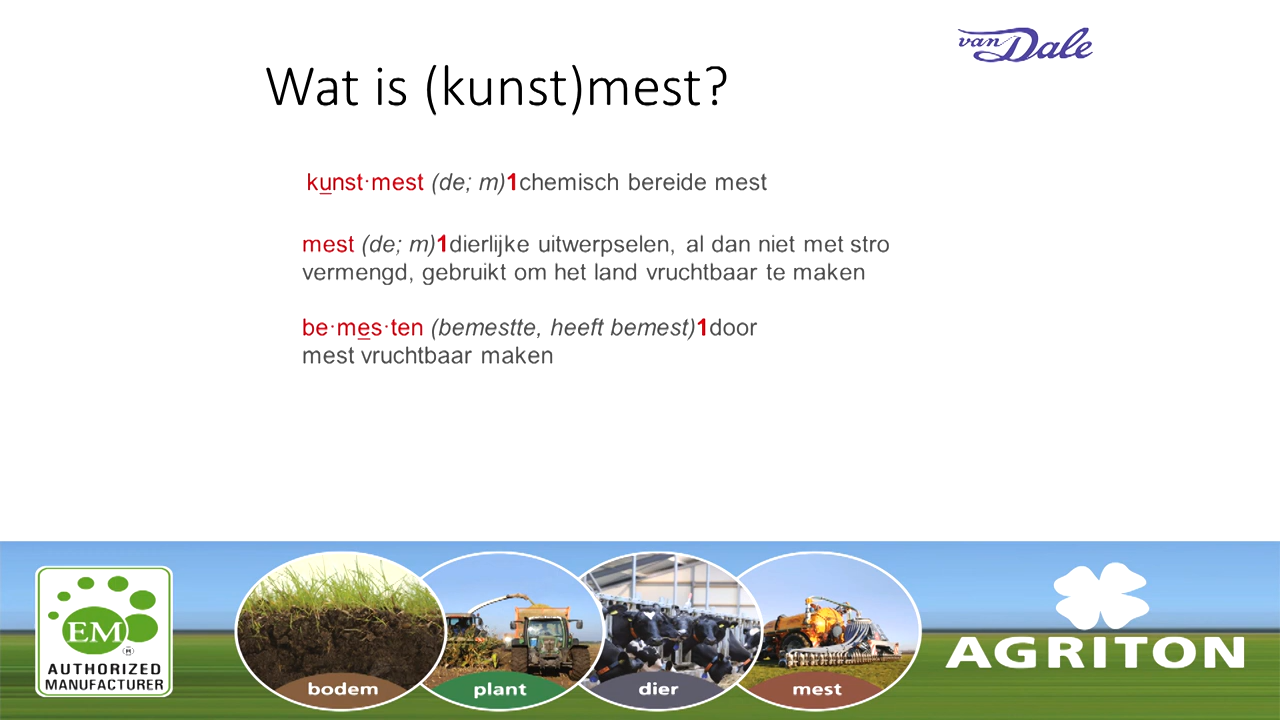 van Dale
Wat is (kunst)mest?
kunst·mest (de; m)1chemisch bereide mest
mest (de; m)1dierlijke uitwerpselen, al dan niet met stro
vermengd, gebruikt om het land vruchtbaar te maken
be·mes·ten (bemestte, heeft bemest)1door
mest vruchtbaar maken
EM
®
AUTHORIZED
MANUFACTURER
bodem
plant
dier
mest
AGRITON